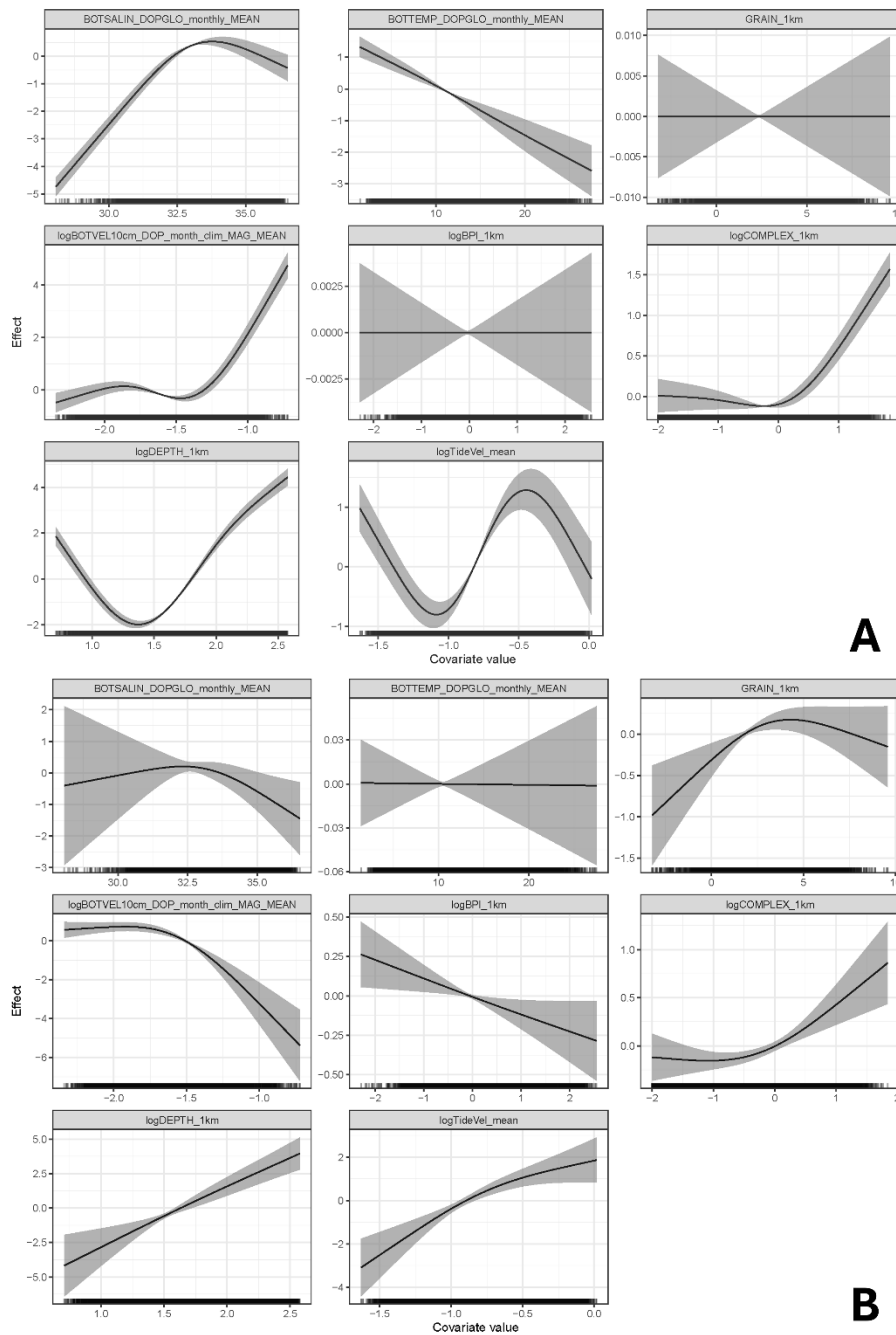 BOTSALIN_DOPGLO_monthly_MEAN
BOTTEMP_DOPGLO_monthly_MEAN
GRAIN_1km
0
-1
-2
-3
-4
-5
30.0 32.5 35.0
1
0
-1
-2
-3
10 20
0.010
0.005
0.000
-0.005
-0.010
0 5 1
logBOTVEL10cm_DOP_month_clim_MAG_MEAN
logBPI_1km
logCOMPLEX_1km
4
2
0
-2.0 -1.5 -1.0
0.0025
0.0000
-0.0025
-2 -1 0 1 2
1.5
1.0
0.5
0.0
-2 -1 0 1 2
Effect
logDEPTH_1km
logTideVel_mean
4
2
0
-2
1.0 1.5 2.0 2.5
1
0
-1
-1.5 -1.0 -0.5 0.0
Covariate value
A
BOTSALIN_DOPGLO_monthly_MEAN
BOTTEMP_DOPGLO_monthly_MEAN
GRAIN_1km
2
1
0
-1
-2
-3
30.0 32.5 35.0
0.03
0.00
-0.03
-0.06
10 20
0.0
-0.5
-1.0
-1.5
0 5 1
logBOTVEL10cm_DOP_month_clim_MAG_MEAN
logBPI_1km
logCOMPLEX_1km
0
-2
-4
-6
-2.0 -1.5 -1.0
0.50
0.25
0.00
-0.25
-0.50
-2 -1 0 1 2
1.0
0.5
0.0
-2 -1 0 1 2
Effect
logDEPTH_1km
logTideVel_mean
5.0
2.5
0.0
-2.5
-5.0
1.0 1.5 2.0 2.5
2
0
-2
-4
-1.5 -1.0 -0.5 0.0
Covariate value
B